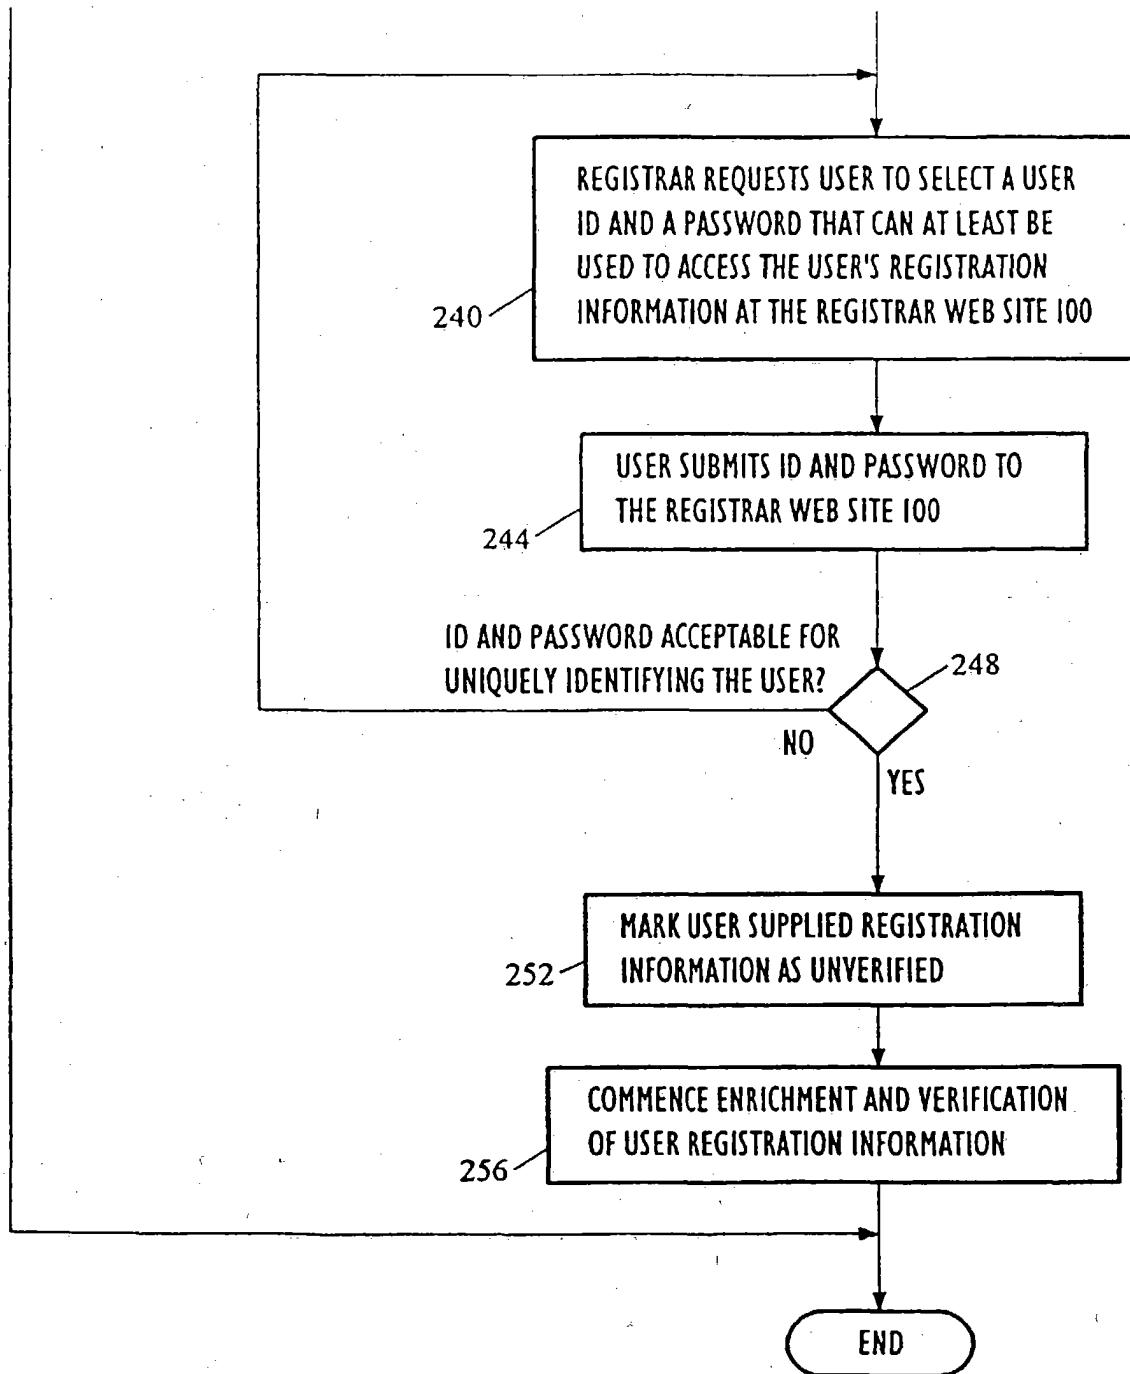 REGISTRAR REQUESTS USER TO SELECT A USER
ID AND A PASSWORD THAT CAN AT LEAST BE
USED TO ACCESS THE USER'S REGISTRATION
INFORMATION AT THE REGISTRAR WEB SITE 100
240
USER SUBMITS ID AND PASSWORD TO
THE REGISTRAR WEB SITE 100
244
ID AND PASSWORD ACCEPTABLE FOR
UNIQUELY IDENTIFYING THE USER?
248
NO
YES
MARK USER SUPPLIED REGISTRATION
INFORMATION AS UNVERIFIED
252
COMMENCE ENRICHMENT AND VERIFICATION
OF USER REGISTRATION INFORMATION
256
END